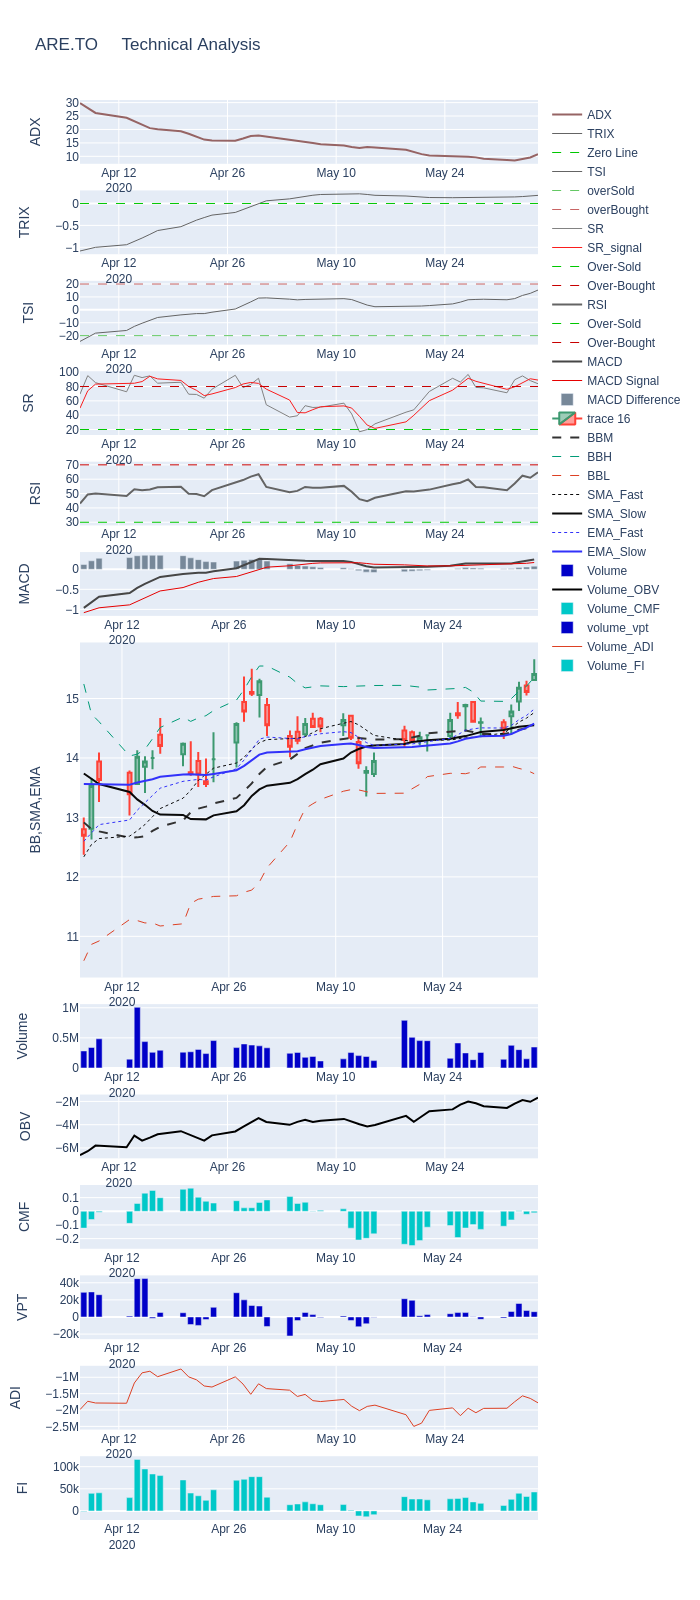 ARE.TO Technical Analysis
ADX
30
25
20
15
10
Apr 12
2020
Apr 26
May 10
May 24
TRIX
0
−0.5
−1
Apr 12
2020
Apr 26
May 10
May 24
TSI
20
10
0
−10
−20
Apr 12
2020
Apr 26
May 10
May 24
SR
100
80
60
40
20
Apr 12
2020
Apr 26
May 10
May 24
RSI
70
60
50
40
30
Apr 12
2020
Apr 26
May 10
May 24
MACD
0
−0.5
−1
Apr 12
2020
Apr 26
May 10
May 24
BB,SMA,EMA
15
14
13
12
11
Apr 12
2020
Apr 26
May 10
May 24
Volume
1M
0.5M
0
Apr 12
2020
Apr 26
May 10
May 24
OBV
−2M
−4M
−6M
Apr 12
2020
Apr 26
May 10
May 24
CMF
0.1
0
−0.1
−0.2
Apr 12
2020
Apr 26
May 10
May 24
VPT
40k
20k
0
−20k
Apr 12
2020
Apr 26
May 10
May 24
ADI
−1M
−1.5M
−2M
−2.5M
Apr 12
2020
Apr 26
May 10
May 24
FI
100k
50k
0
Apr 12
2020
Apr 26
May 10
May 24
ADX
TRIX
Zero Line
TSI
overSold
overBought
SR
SR_signal
Over-Sold
Over-Bought
RSI
Over-Sold
Over-Bought
MACD
MACD Signal
MACD Difference
trace 16
BBM
BBH
BBL
SMA_Fast
SMA_Slow
EMA_Fast
EMA_Slow
Volume
Volume_OBV
Volume_CMF
volume_vpt
Volume_ADI
Volume_FI